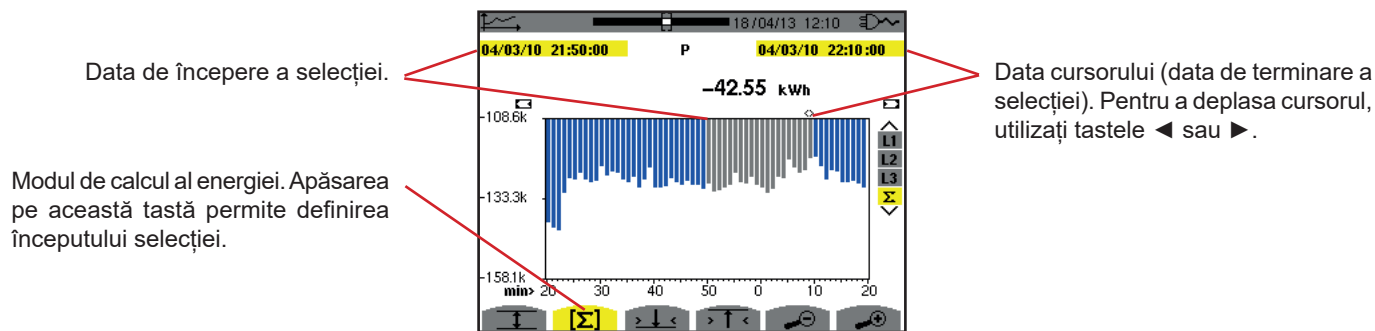 18/04/13 12:10
04/03/10 21:50:00 P 04/03/10 22:10:00
Data de începere a selecției.
-42.55 kWh
Data cursorului (data de terminare a
selecției). Pentru a deplasa cursorul,
utilizați tastele ◄ sau ►.
-108.6k
L1
L2
L3
Σ
Modul de calcul al energiei. Apăsarea
pe această tastă permite definirea
începutului selecției.
-133.3k
-158.1k
min> 20 30 40 50 0 10 20
[Σ]